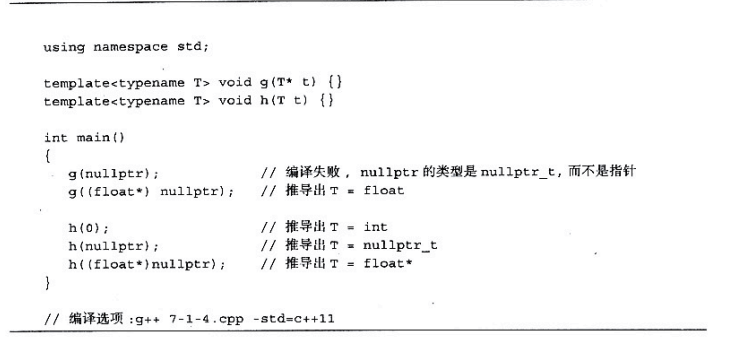 using namespace std;
template<typename T> void g(T* t) {}
template<typename T> void h(T t) {}
int main()
{
g(nullptr); // 编译失败, nullptr 的类型是 nullptr_t, 而不是指针
g((float*) nullptr); // 推导出 T = float
h(0); // 推导出 T = int
h(nullptr); // 推导出 T = nullptr_t
h((float*)nullptr); // 推导出 T = float*
}
// 编译选项:g++ 7-1-4.cpp -std=c++11